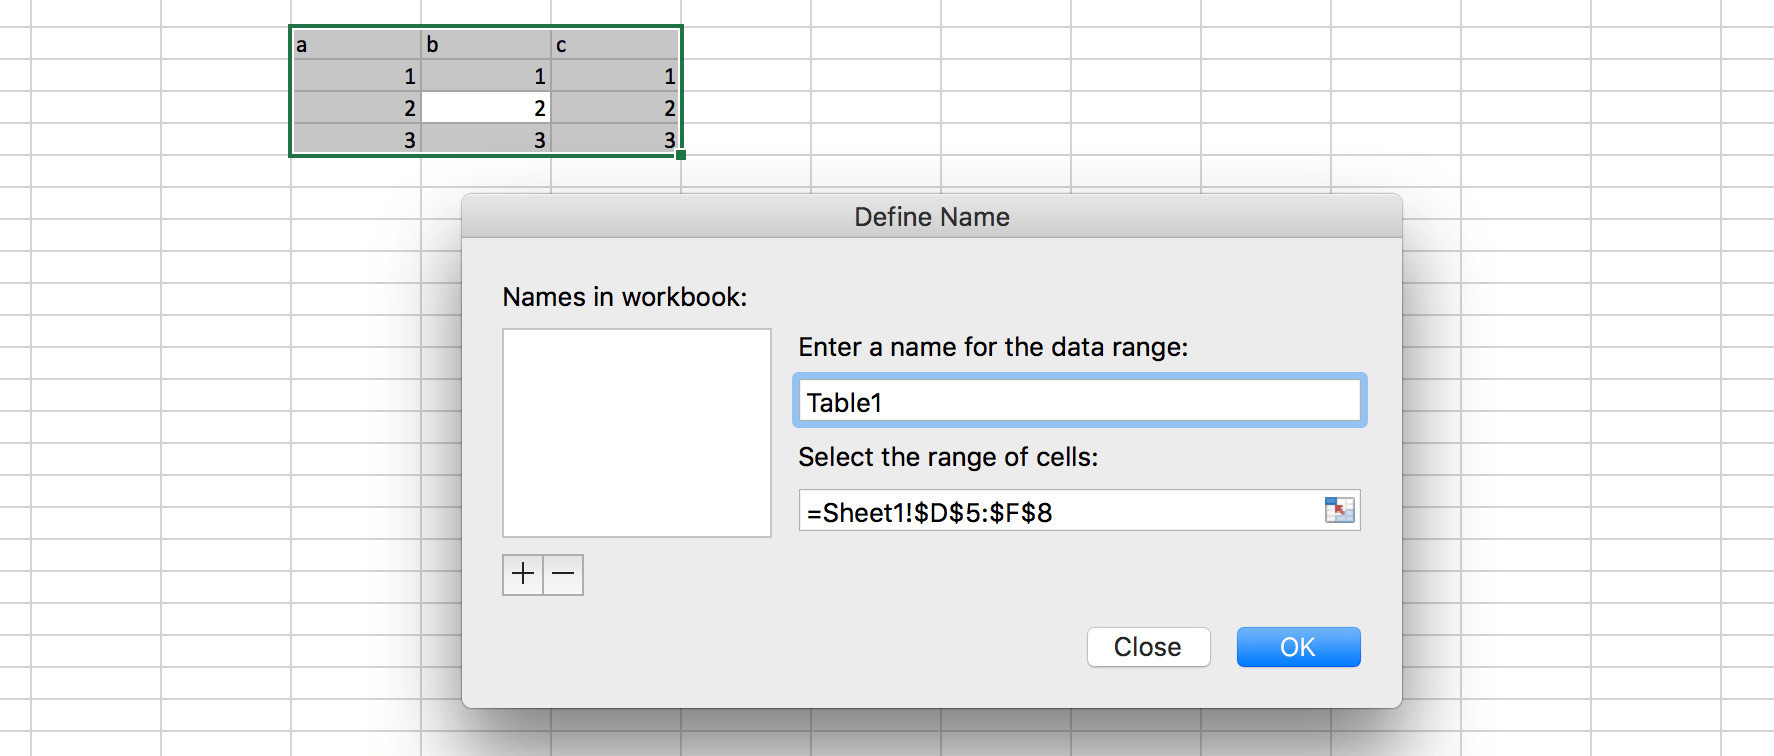 a b c
1 1 1
2 2 2
3 3 3
Define Name
Names in workbook:
Enter a name for the data range:
Table1
Select the range of cells:
=Sheet1!$D$5:$F$8
Close OK